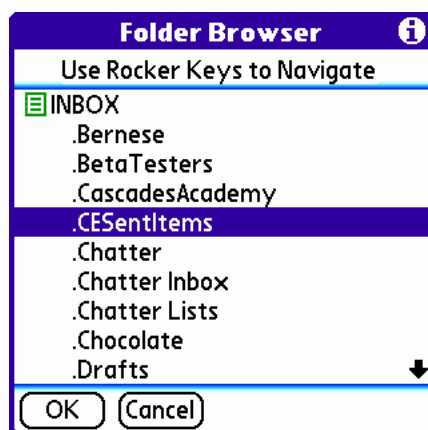 Folder Browser
Use Rocker Keys to Navigate
INBOX
.Bernese
.BetaTesters
.CascadesAcademy
.CESentItems
.Chatter
.Chatter Inbox
.Chatter Lists
.Chocolate
.Drafts
OK Cancel